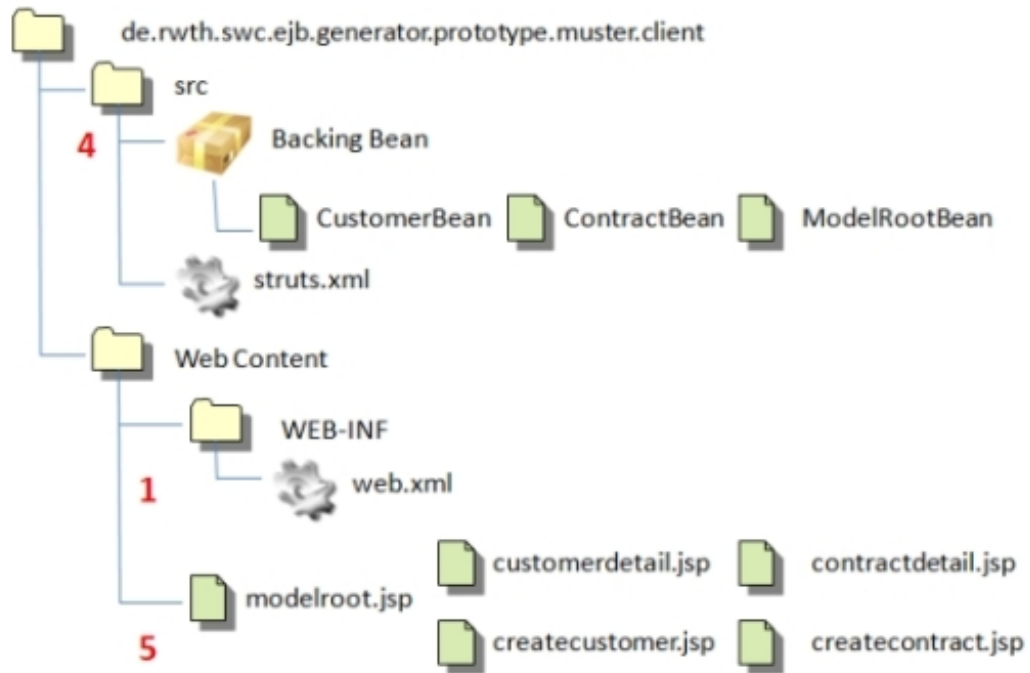 de.rwth.swc.ejb.generator.prototype.muster.client
src
4
Backing Bean
CustomerBean
ContractBean
ModelRootBean
struts.xml
Web Content
WEB-INF
1
web.xml
customerdetail.jsp
contractdetail.jsp
modelroot.jsp
5
createcustomer.jsp
createcontract.jsp